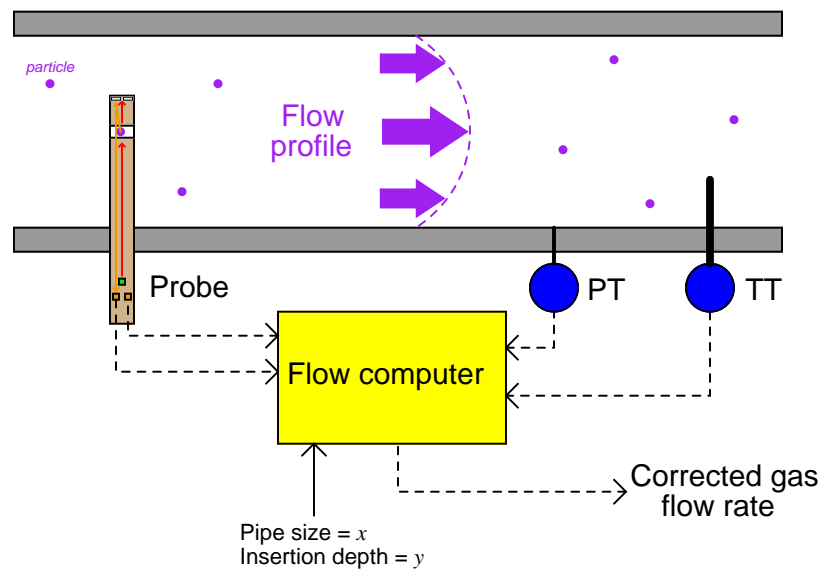 particle
Flow
profile
Probe
PT
TT
Flow computer
Corrected gas
flow rate
Pipe size = x
Insertion depth = y